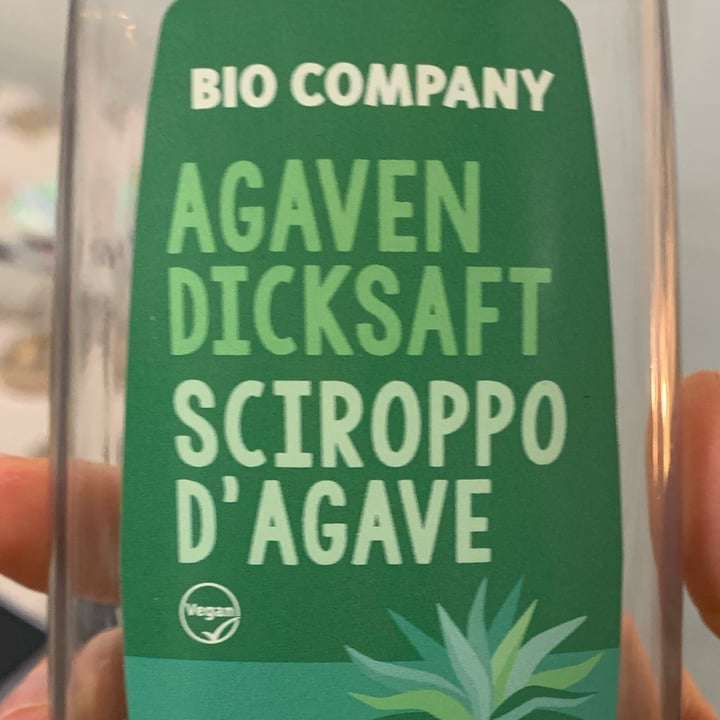 BIO COMPANY
AGAVEN
DICKSAFT
SCIROPPO
D'AGAVE
Vegan